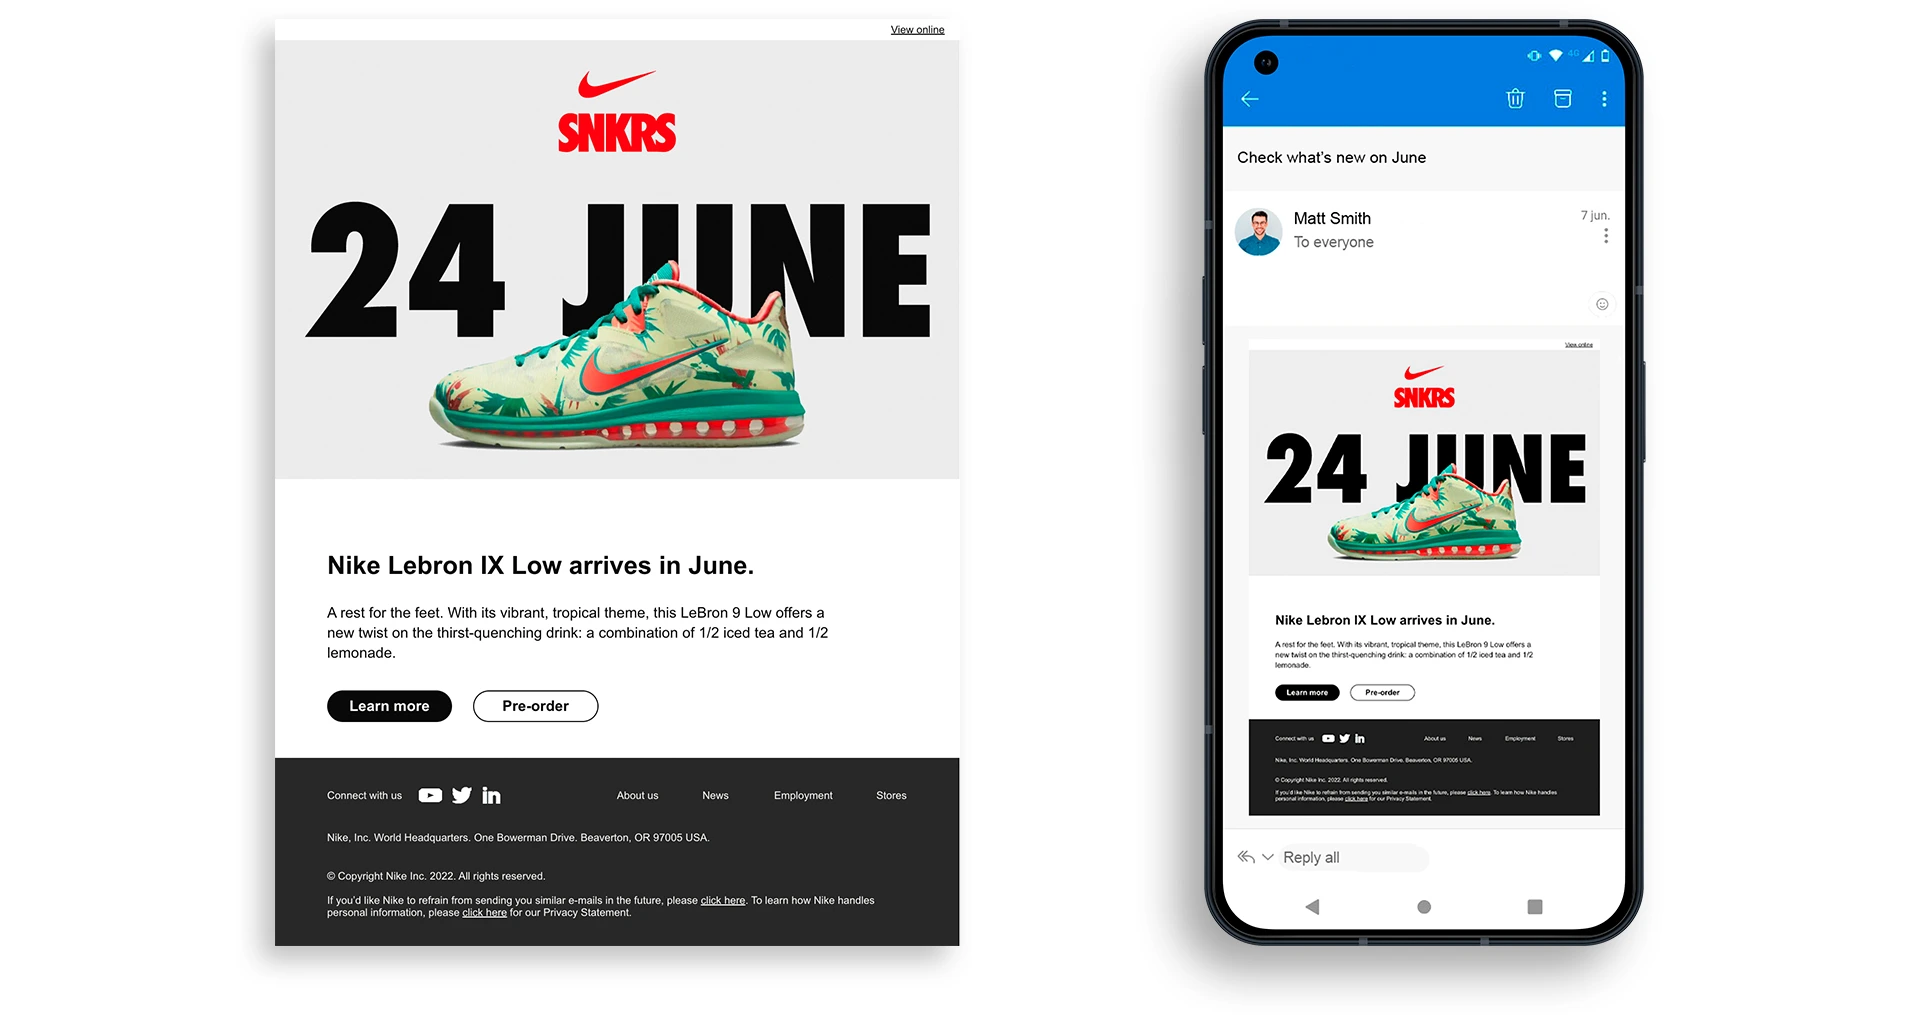 View online
SNKRS
24 JUNE
Nike Lebron IX Low arrives in June.
A rest for the feet. With its vibrant, tropical theme, this LeBron 9 Low offers a
new twist on the thirst-quenching drink: a combination of 1/2 iced tea and 1/2
lemonade.
Learn more Pre-order
Connect with us in About us News Employment Stores
Nike, Inc. World Headquarters. One Bowerman Drive. Beaverton, OR 97005 USA.
© Copyright Nike Inc. 2022. All rights reserved.
If you'd like Nike to refrain from sending you similar e-mails in the future, please click here. To learn how Nike handles
personal information, please click here for our Privacy Statement.
4G
Check what's new on June
Matt Smith 7 jun.
To everyone
View online
SNKRS
24 JUNE
Nike Lebron IX Low arrives in June.
A rest for the feet. With its vibrant, tropical theme, this LeBron 9 Low offers a
new twist on the thirst-quenching drink: a combination of 1/2 iced tea and 1/2
lemonade.
Learn more Pre-order
Connect with us in About us News Employment Stores
Nike, Inc. World Headquarters. One Bowerman Drive. Beaverton, OR 97005 USA.
© Copyright Nike Inc. 2022. All rights reserved.
If you'd like Nike to refrain from sending you similar e-mails in the future, please click here. To learn how Nike handles
personal information, please click here for our Privacy Statement.
Reply all